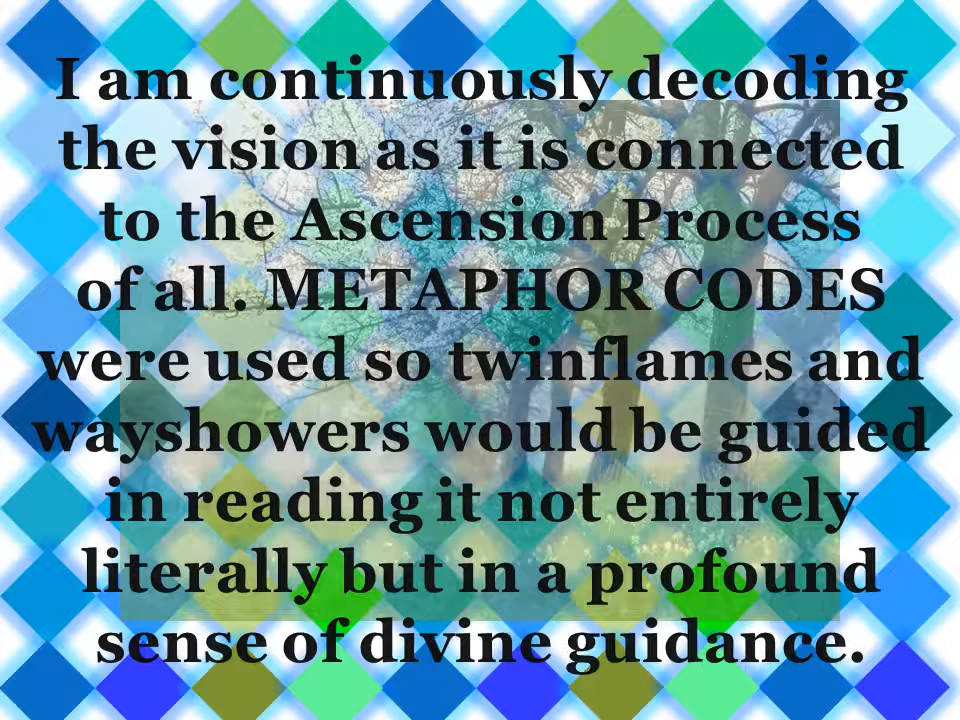 I am continuously decoding
the vision as it is connected
to the Ascension Process
of all. METAPHOR CODES
were used so twinflames and
wayshowers would be guided
in reading it not entirely
literally but in a profound
sense of divine guidance.